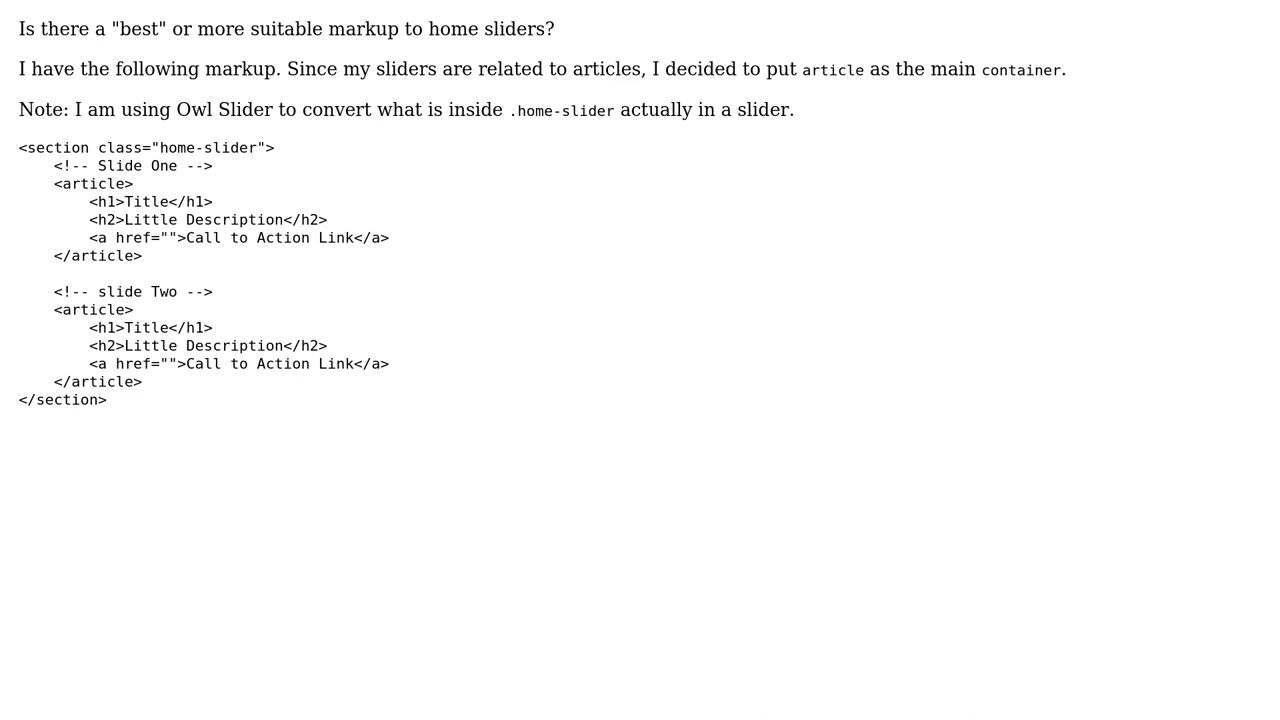 Is there a "best" or more suitable markup to home sliders?
I have the following markup. Since my sliders are related to articles, I decided to put article as the main container.
Note: I am using Owl Slider to convert what is inside .home-slider actually in a slider.
<section class="home-slider">
    <!-- Slide One -->
    <article>
        <h1>Title</h1>
        <h2>Little Description</h2>
        <a href="">Call to Action Link</a>
    </article>

    <!-- slide Two -->
    <article>
        <h1>Title</h1>
        <h2>Little Description</h2>
        <a href="">Call to Action Link</a>
    </article>
</section>